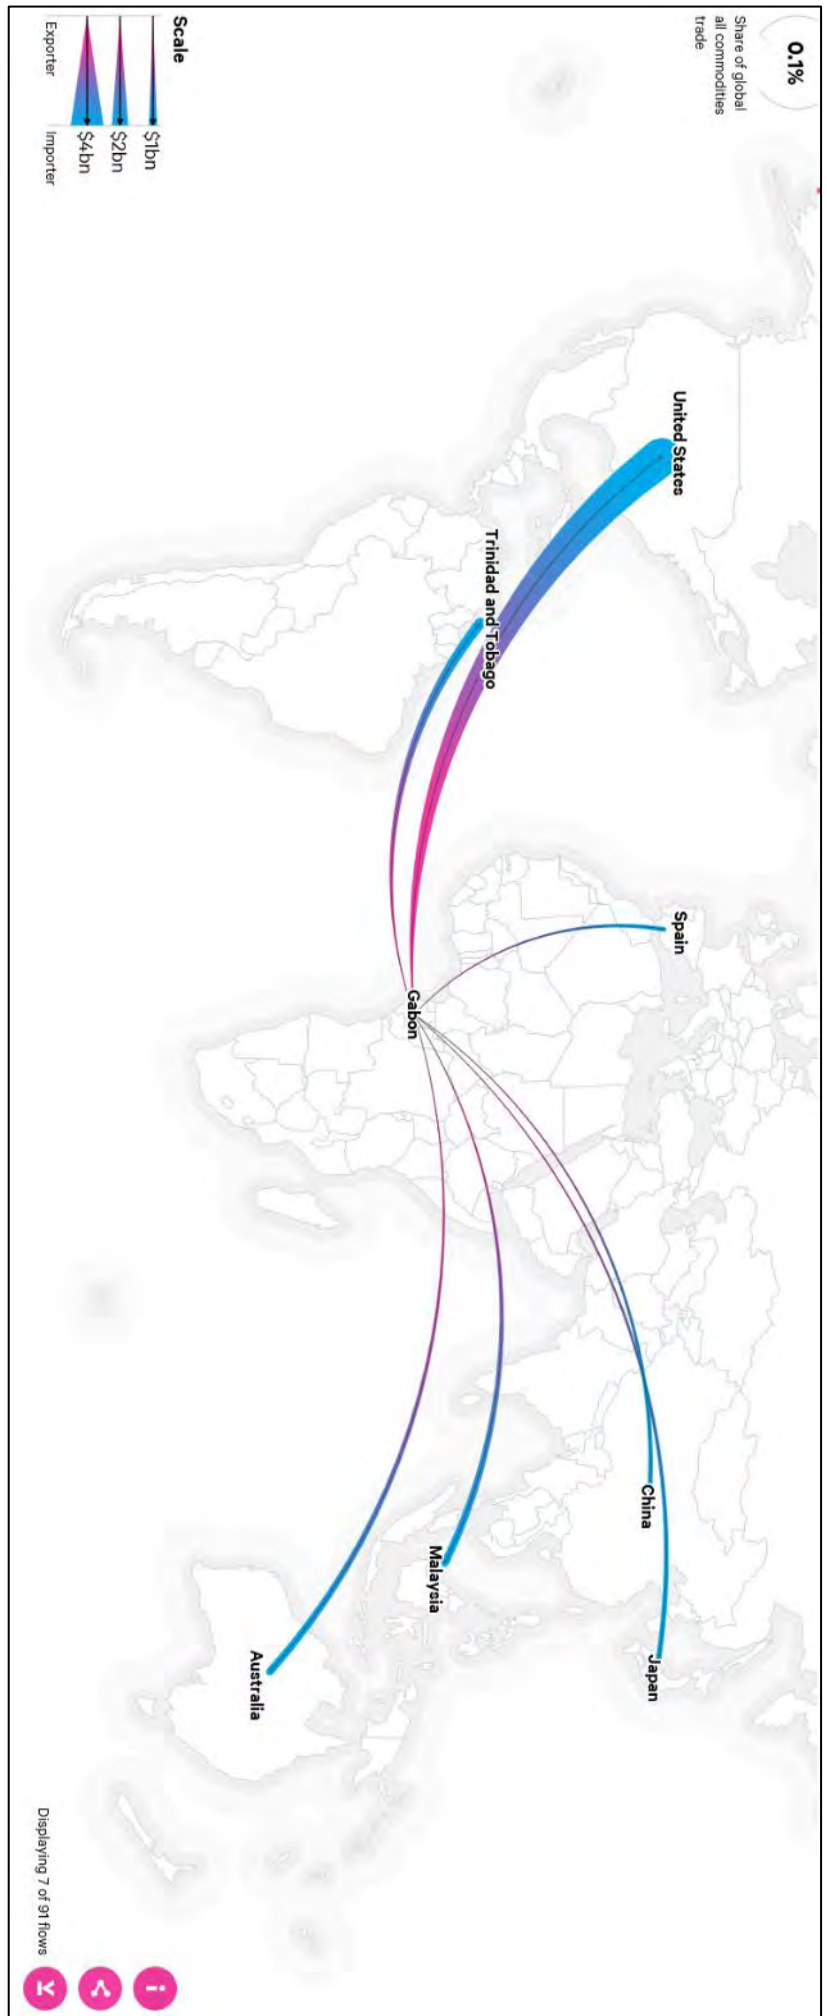 0.1%
Share of global
all commodities
trade
United States
Trinidad and Tobago
Spain
Gabon
China
Japan
Malaysia
Australia
Scale
$1bn
$2bn
$4bn
Exporter
Importer
Displaying 7 of 91 flows